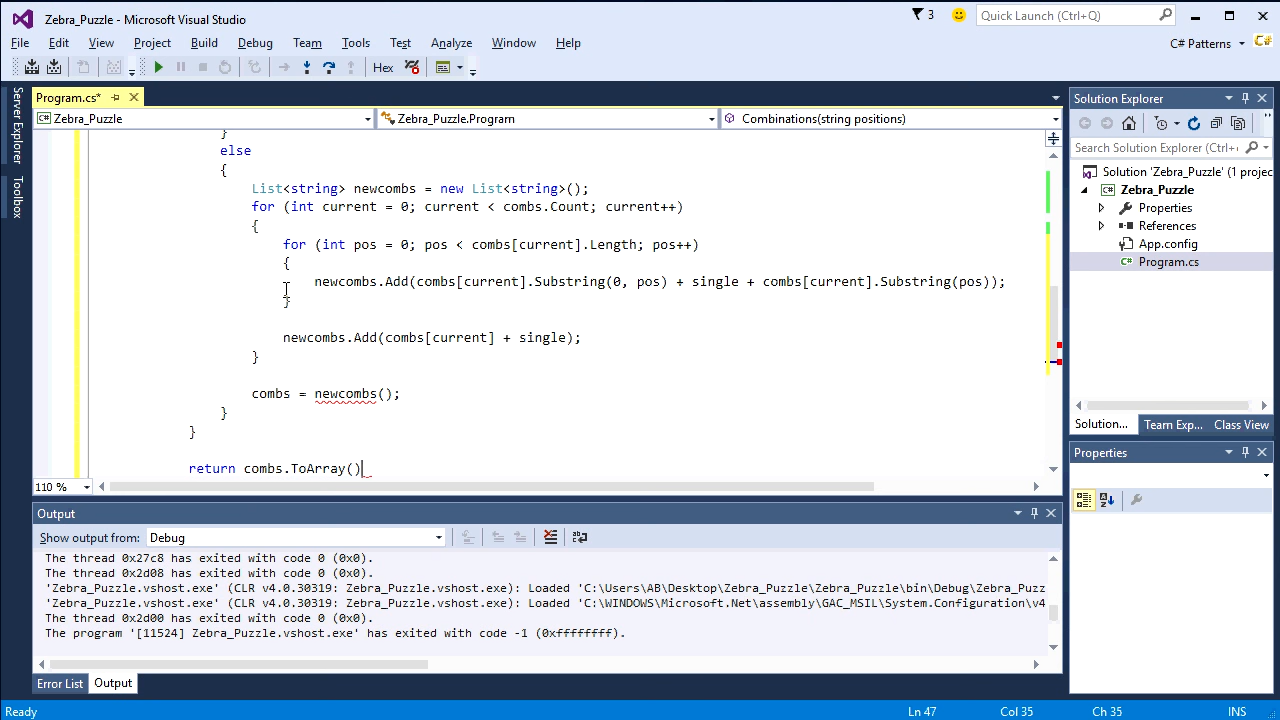 Zebra_Puzzle - Microsoft Visual Studio
3
Quick Launch (Ctrl+Q)
File Edit View Project Build Debug Team Tools Test Analyze Window Help
C# Patterns
Hex
Server Explorer
Toolbox
Program.cs*
Zebra_Puzzle
Zebra_Puzzle.Program
Combinations(string positions)
}
else
{
List<string> newcombs = new List<string>();
for (int current = 0; current < combs.Count; current++)
{
for (int pos = 0; pos < combs[current].Length; pos++)
{
newcombs.Add(combs[current].Substring(0, pos) + single + combs[current].Substring(pos));
}
newcombs.Add(combs[current] + single);
}
combs = newcombs();
}
}
return combs.ToArray()
110 %
Solution Explorer
Search Solution Explorer (Ctrl+
Solution 'Zebra_Puzzle' (1 projec
C# Zebra_Puzzle
Properties
References
App.config
C# Program.cs
Solution... Team Exp... Class View
Properties
Output
Show output from: Debug
The thread 0x27c8 has exited with code 0 (0x0).
The thread 0x2d08 has exited with code 0 (0x0).
'Zebra_Puzzle.vshost.exe' (CLR v4.0.30319: Zebra_Puzzle.vshost.exe): Loaded 'C:\Users\AB\Desktop\Zebra_Puzzle\Zebra_Puzzle\bin\Debug\Zebra_Puzz
'Zebra_Puzzle.vshost.exe' (CLR v4.0.30319: Zebra_Puzzle.vshost.exe): Loaded 'C:\WINDOWS\Microsoft.Net\assembly\GAC_MSIL\System.Configuration\v4
The thread 0x2d00 has exited with code 0 (0x0).
The program '[11524] Zebra_Puzzle.vshost.exe' has exited with code -1 (0xffffffff).
Error List Output
Ready
Ln 47 Col 35 Ch 35 INS